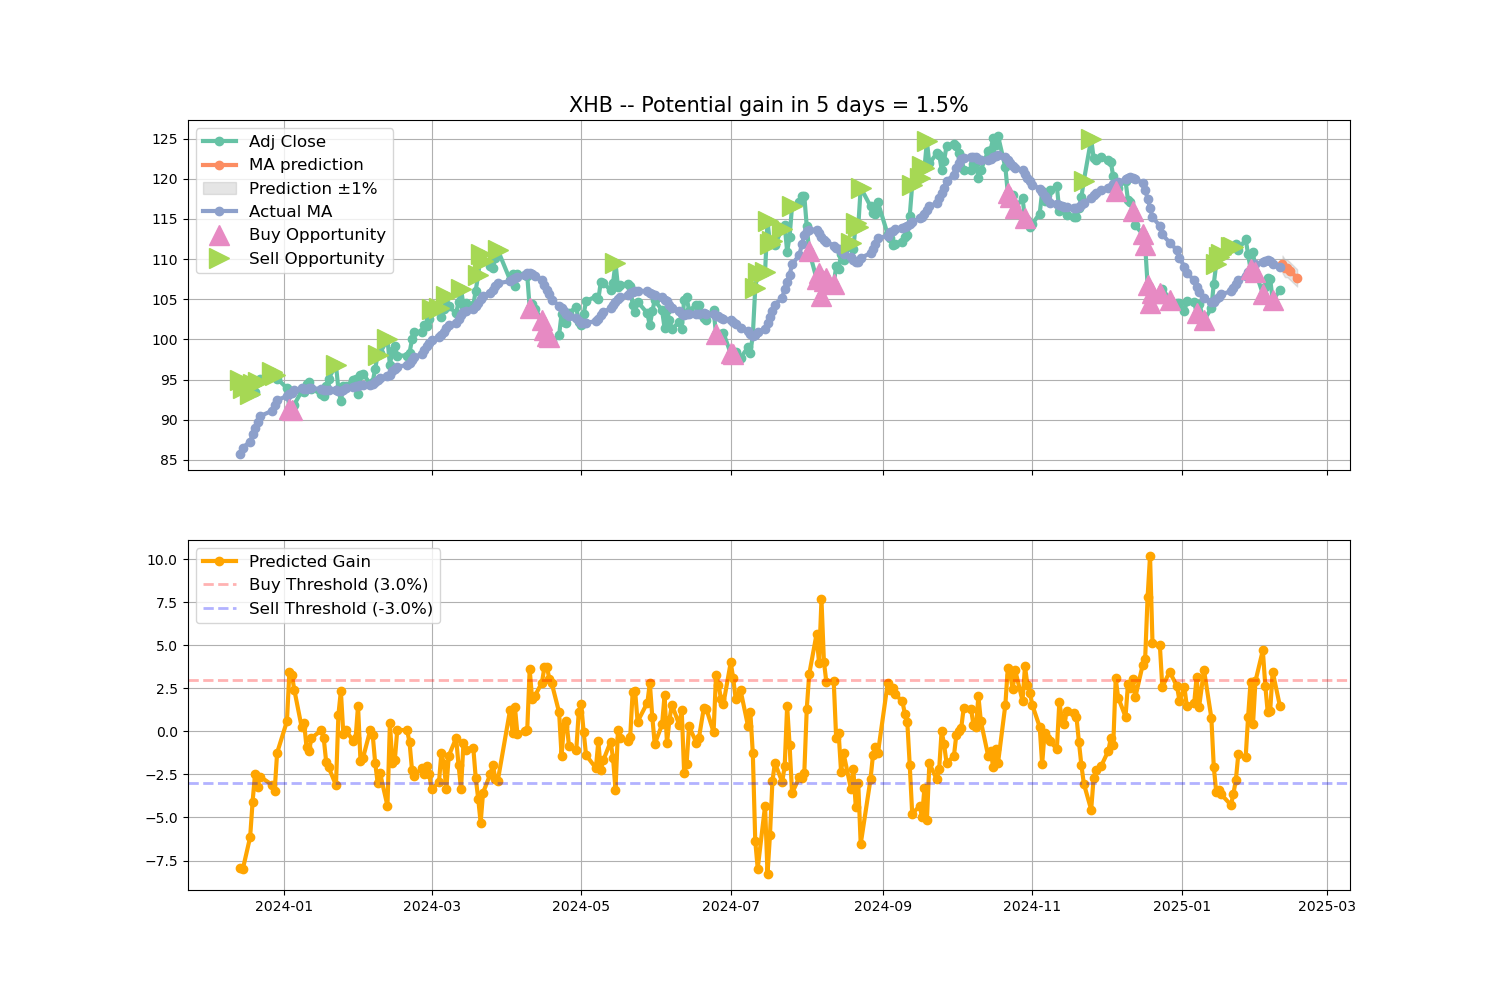 XHB -- Potential gain in 5 days = 1.5%
125
120
115
110
105
100
95
90
85
Adj Close
MA prediction
Prediction ±1%
Actual MA
Buy Opportunity
Sell Opportunity
10.0
7.5
5.0
2.5
0.0
−2.5
−5.0
−7.5
Predicted Gain
Buy Threshold (3.0%)
Sell Threshold (-3.0%)
2024-01 2024-03 2024-05 2024-07 2024-09 2024-11 2025-01 2025-03